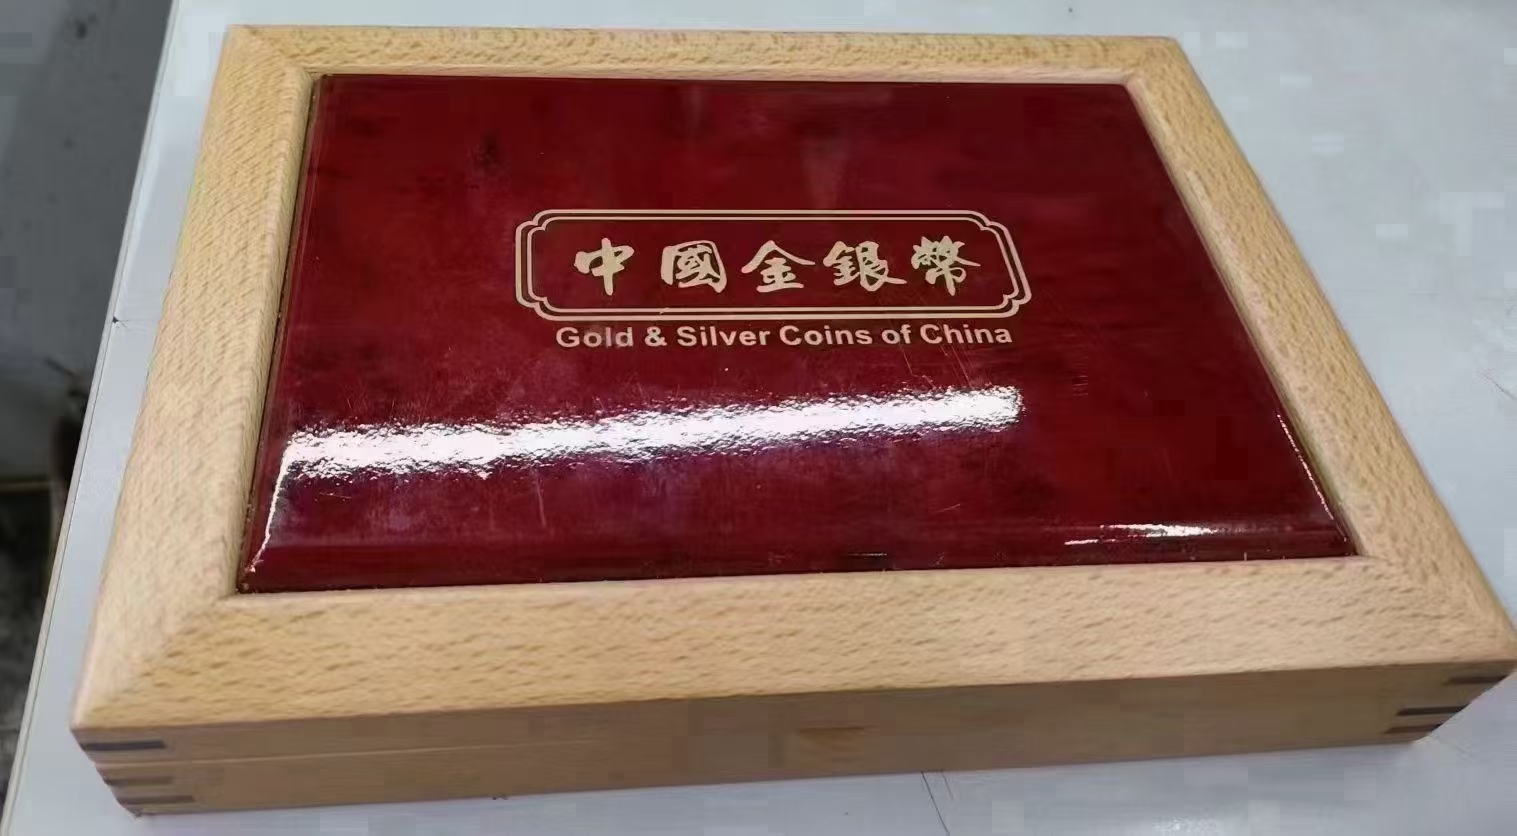 中國金銀幣
Gold & Silver Coins of China